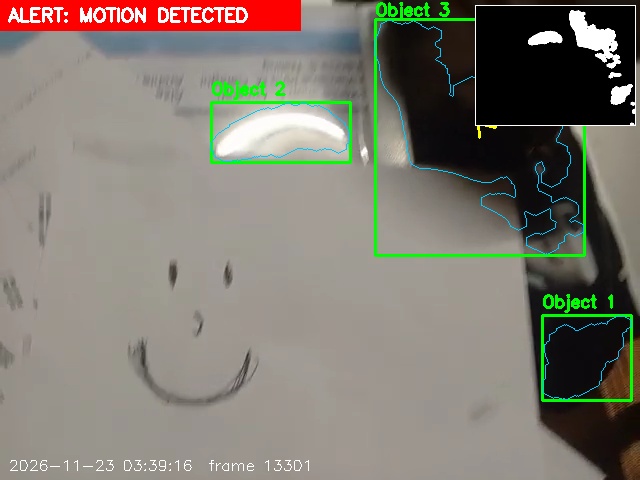 ALERT: MOTION DETECTED
Object 3
Object 2
Object 1
2026-11-23 03:39:16 frame 13301